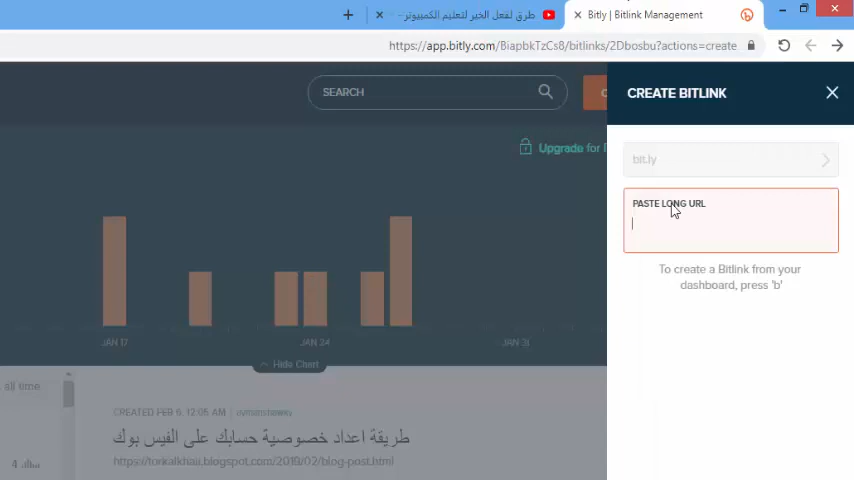 طرق لفعل الخير لتعليم الكمبيوتر -
Bitly | Bitlink Management
https://app.bitly.com/BiapbkTzCs8/bitlinks/2Dbosbu?actions=create
SEARCH
CREATE BITLINK
Upgrade for
bit.ly
PASTE LONG URL
To create a Bitlink from your
dashboard, press 'b'
JAN 17
JAN 24
JAN 31
Hide Chart
all time
CREATED FEB 6, 12:05 AM |
طريقة اعداد خصوصية حسابك على الفيس بوك
https://torikalkhair.blogspot.com/2019/02/blog-post.html
4